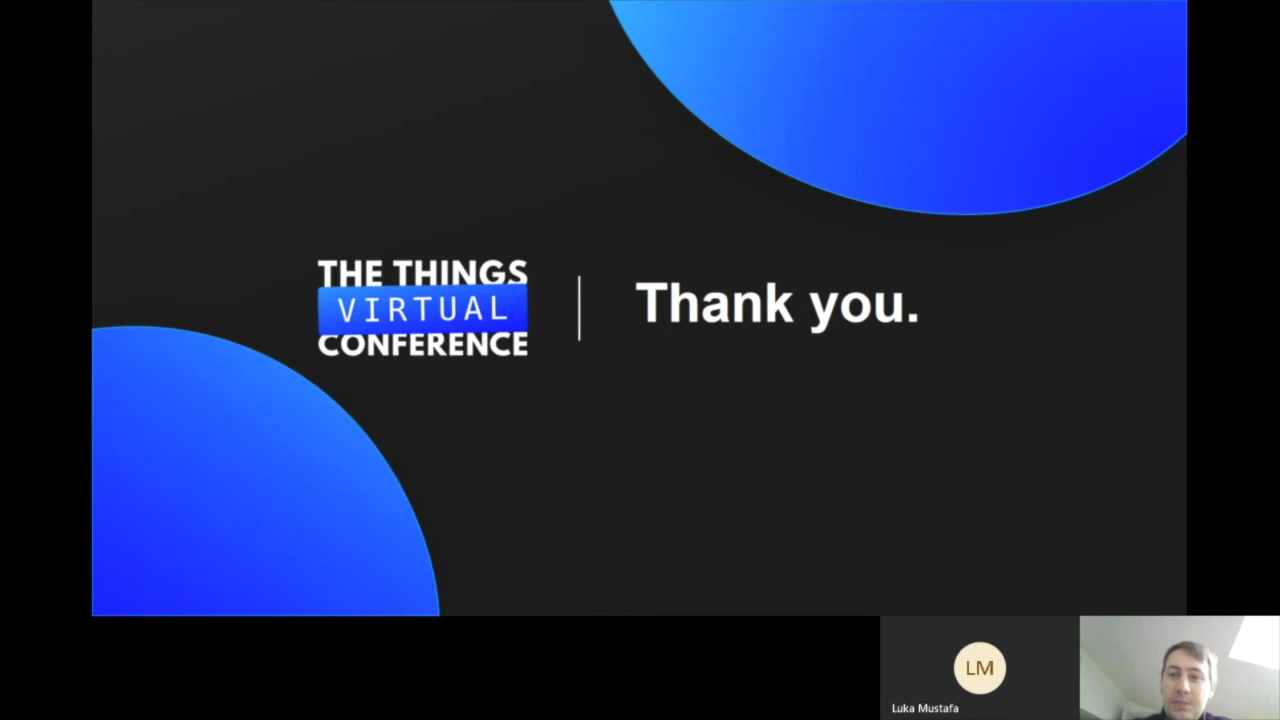 THE THINGS
VIRTUAL
CONFERENCE
Thank you.
LM
Luka Mustafa